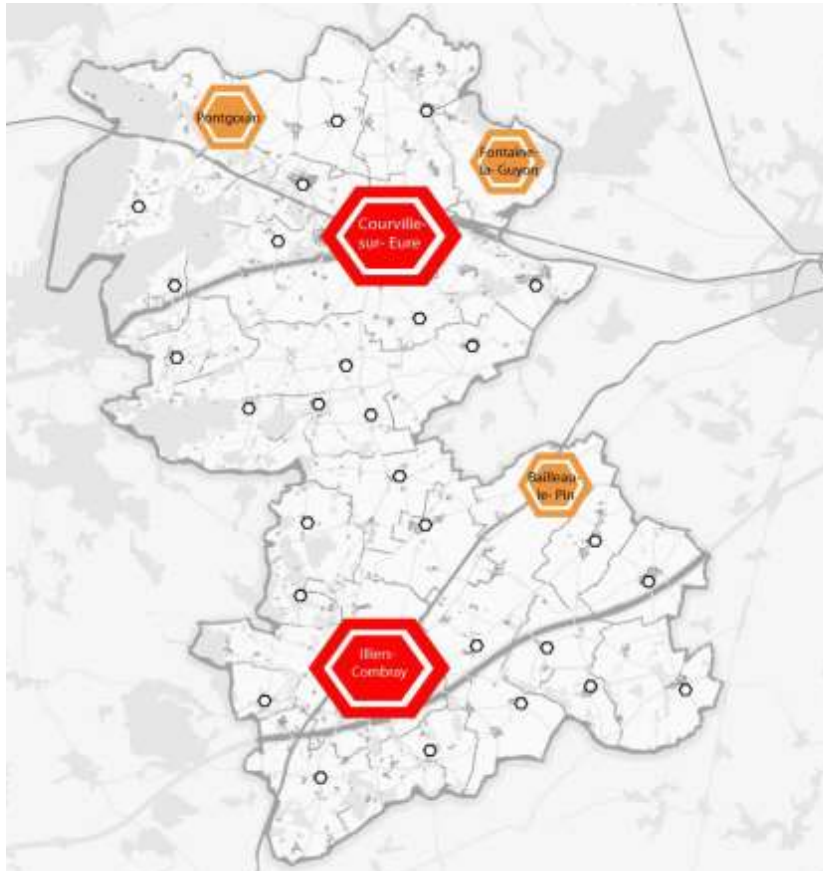 Pontgouin
Fontaine-
la- Guyon
Courville-
sur- Eure
Bailleau-
le- Pin
Illiers-
Combray